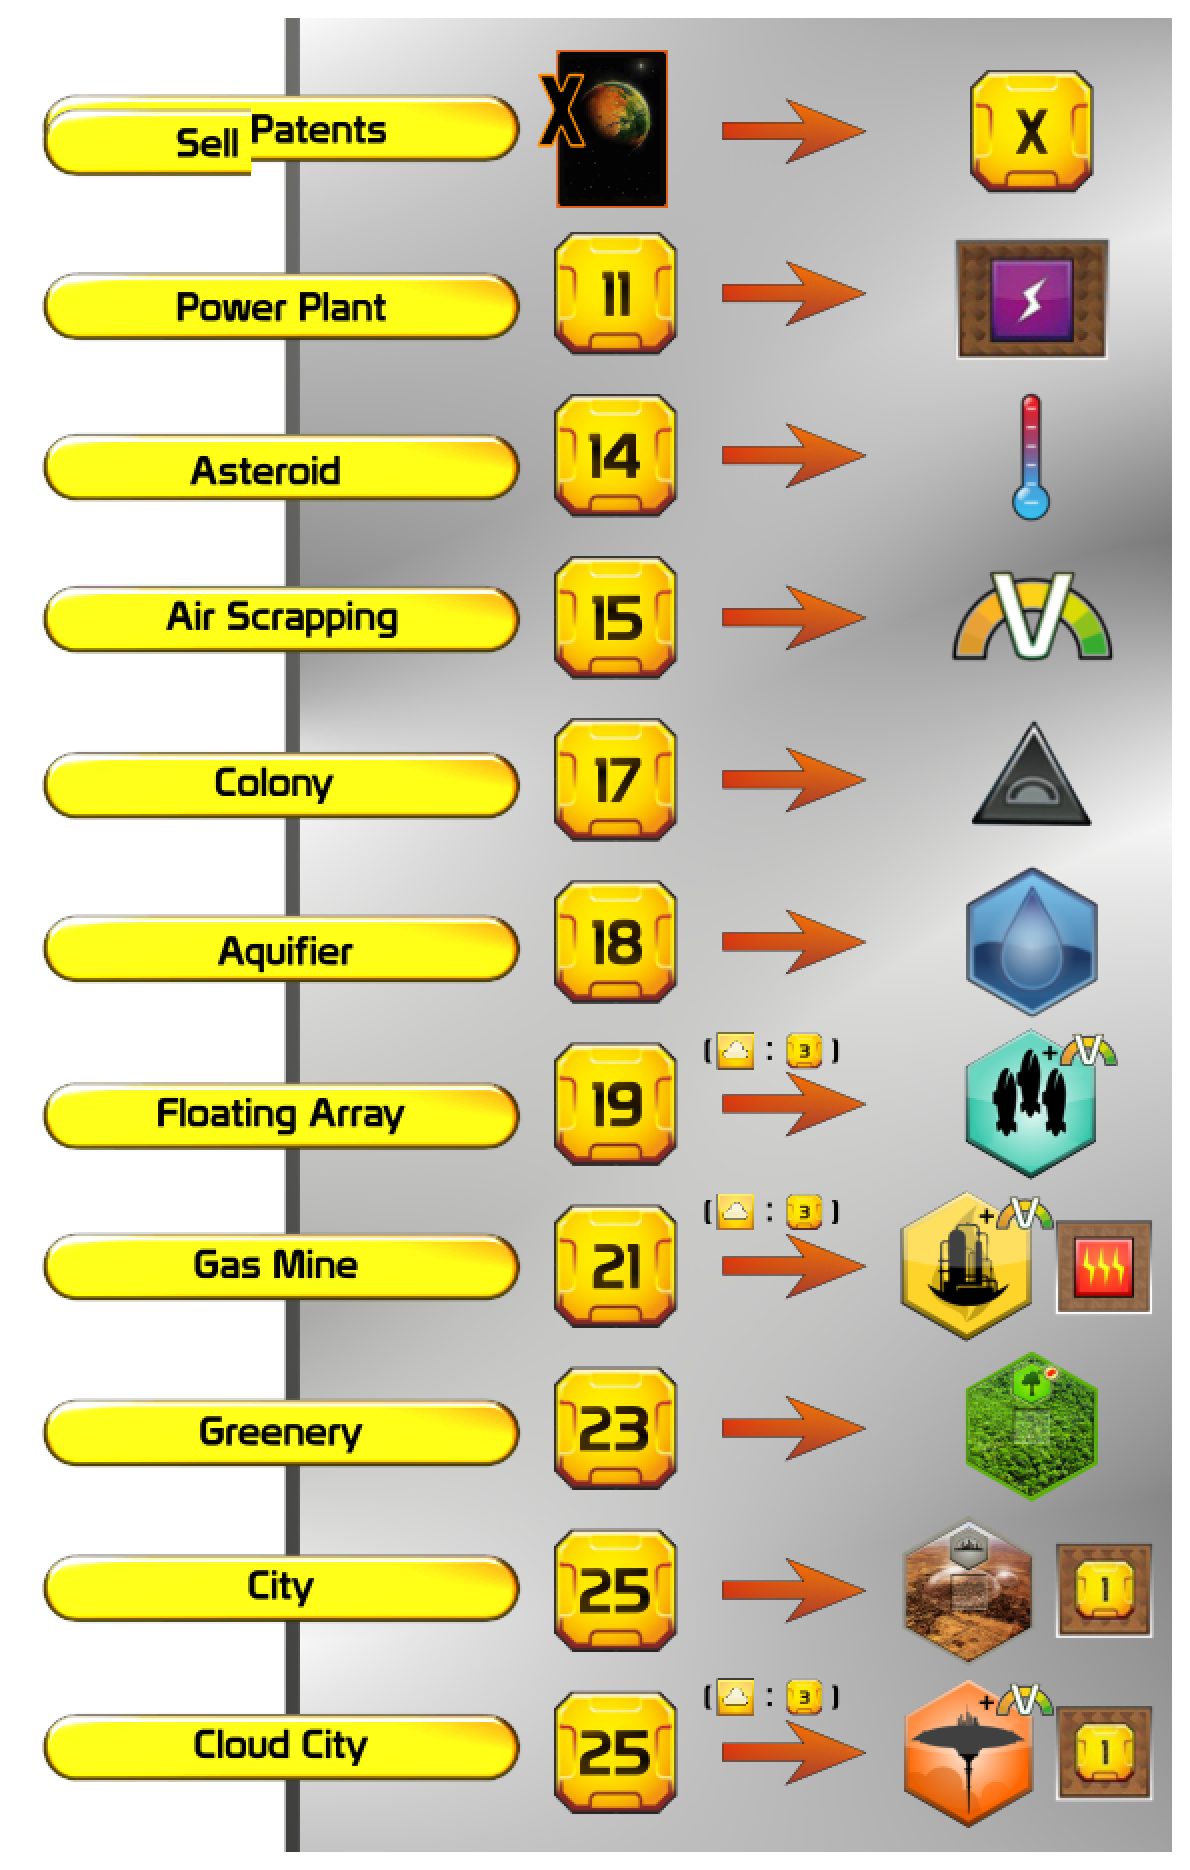 Sell Patents X X
Power Plant 11
Asteroid 14
Air Scrapping 15 V
Colony 17
Aquifier 18
( : 3 ) + V
Floating Array 19
( : 3 ) + V
Gas Mine 21
Greenery 23
City 25 1
( : 3 ) + V
Cloud City 25 1